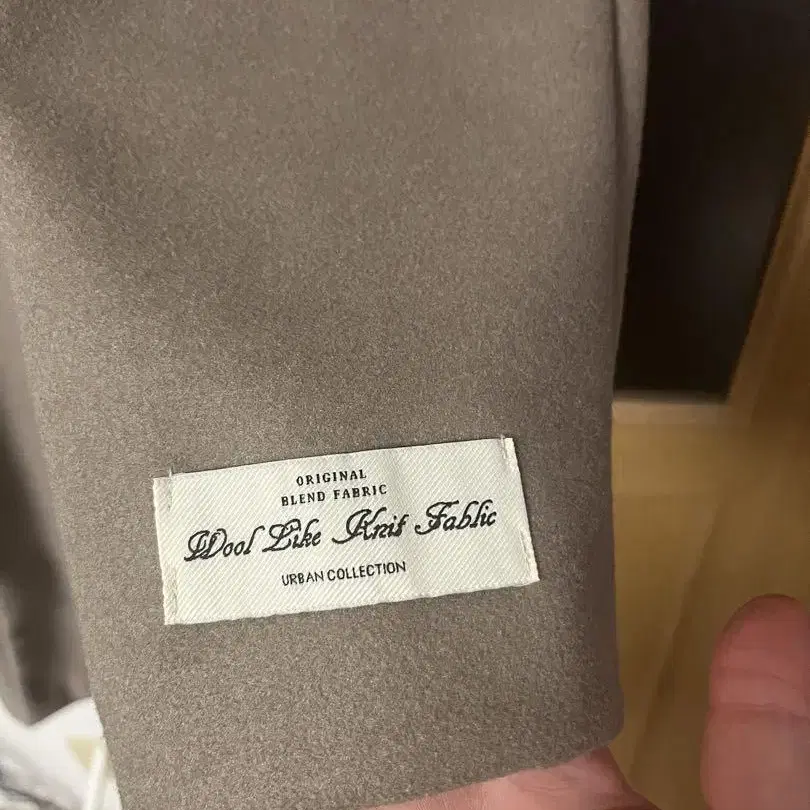 ORIGINAL
BLEND FABRIC
Wool Like Knit Fablic
URBAN COLLECTION